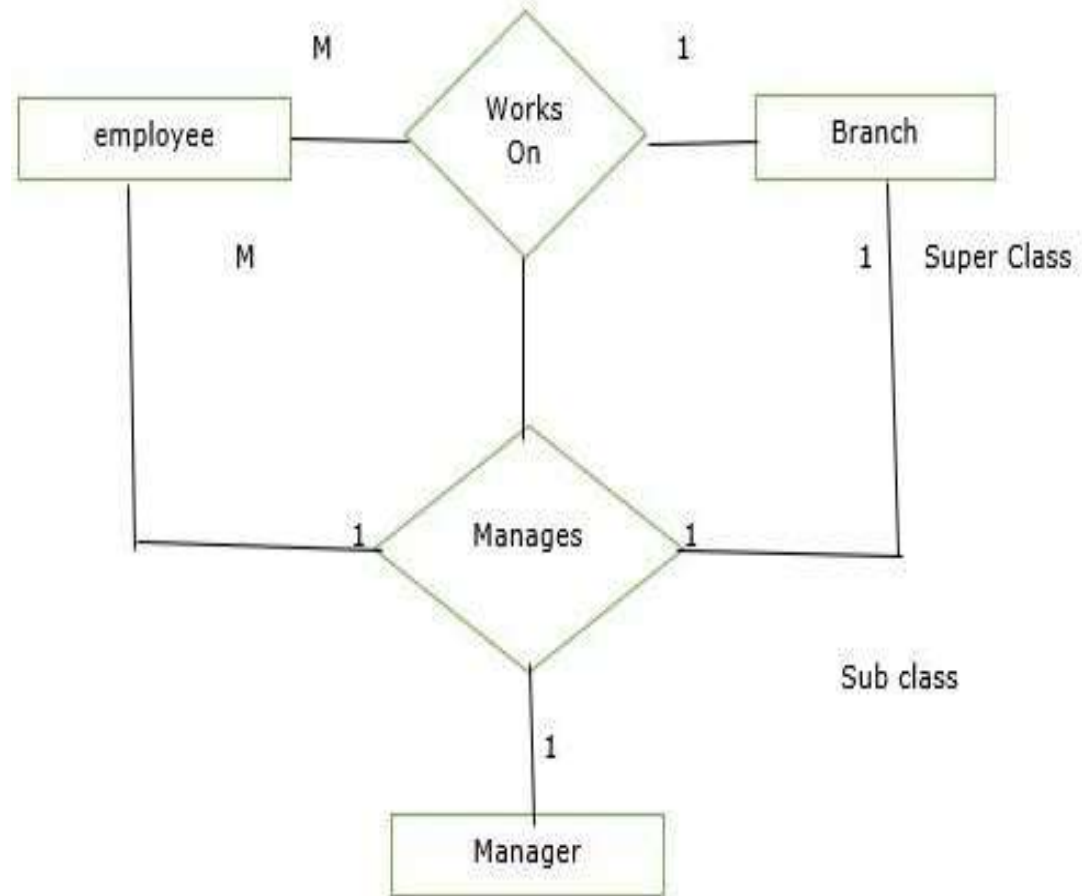 M
1
employee
Works
On
Branch
M
1
Super Class
1
Manages
1
Sub class
1
Manager